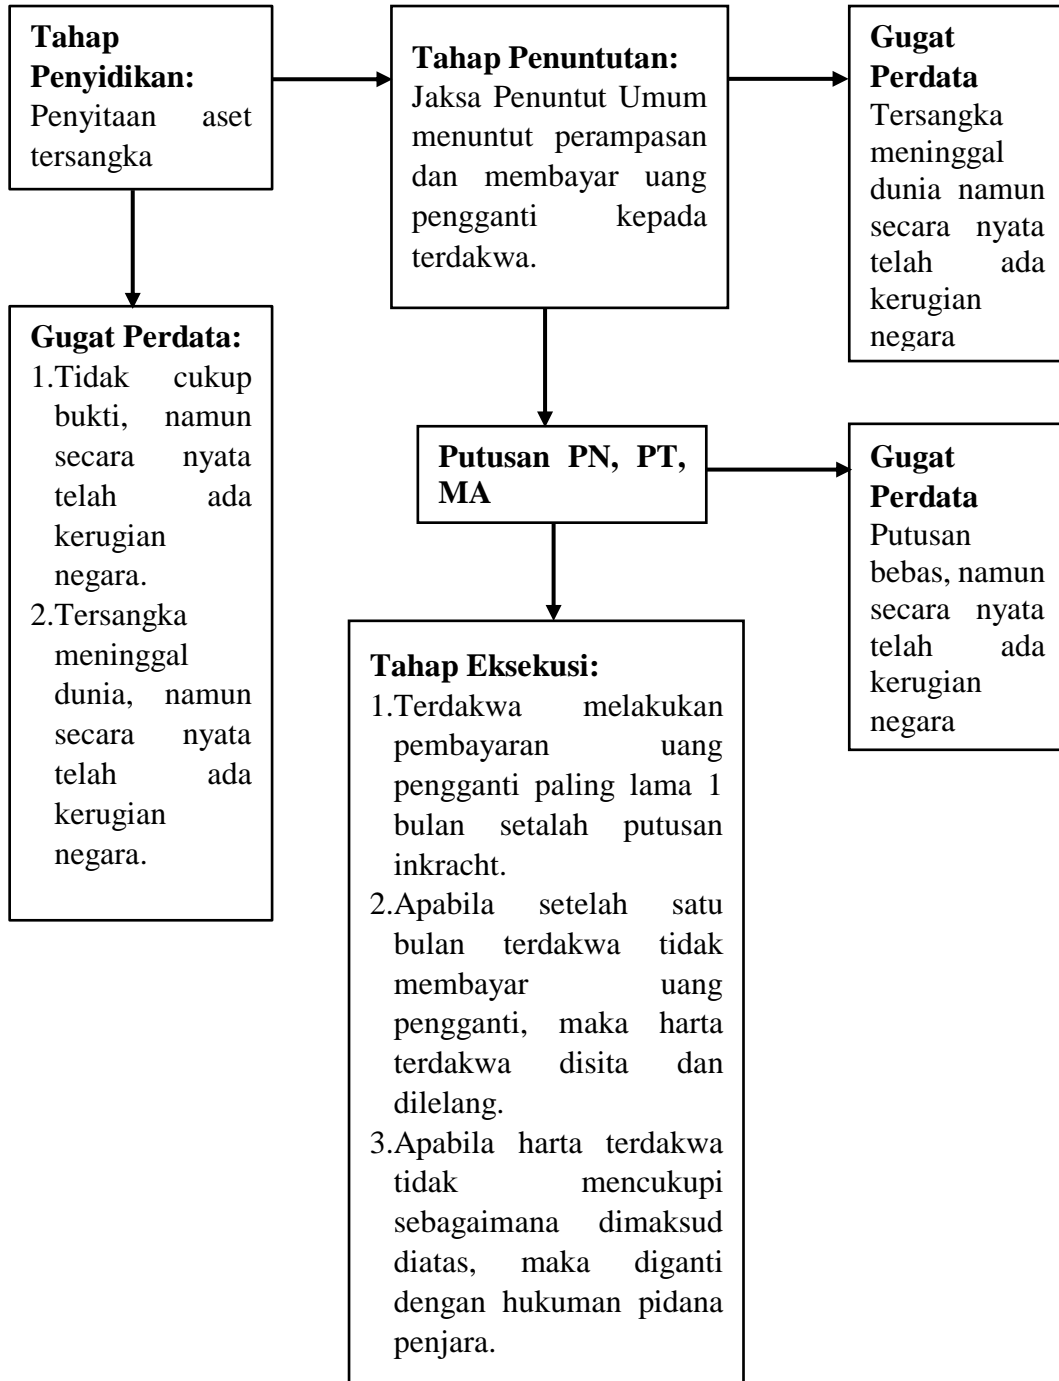 Tahap
Penyidikan:
Penyitaan aset
tersangka
Tahap Penuntutan:
Jaksa Penuntut Umum
menuntut perampasan
dan membayar uang
pengganti kepada
terdakwa.
Gugat
Perdata
Tersangka
meninggal
dunia namun
secara nyata
telah ada
kerugian
negara
Gugat Perdata:
1.Tidak cukup
bukti, namun
secara nyata
telah ada
kerugian
negara.
2.Tersangka
meninggal
dunia, namun
secara nyata
telah ada
kerugian
negara.
Putusan PN, PT,
MA
Gugat
Perdata
Putusan
bebas, namun
secara nyata
telah ada
kerugian
negara
Tahap Eksekusi:
1.Terdakwa melakukan
pembayaran uang
pengganti paling lama 1
bulan setalah putusan
inkracht.
2.Apabila setelah satu
bulan terdakwa tidak
membayar uang
pengganti, maka harta
terdakwa disita dan
dilelang.
3.Apabila harta terdakwa
tidak mencukupi
sebagaimana dimaksud
diatas, maka diganti
dengan hukuman pidana
penjara.